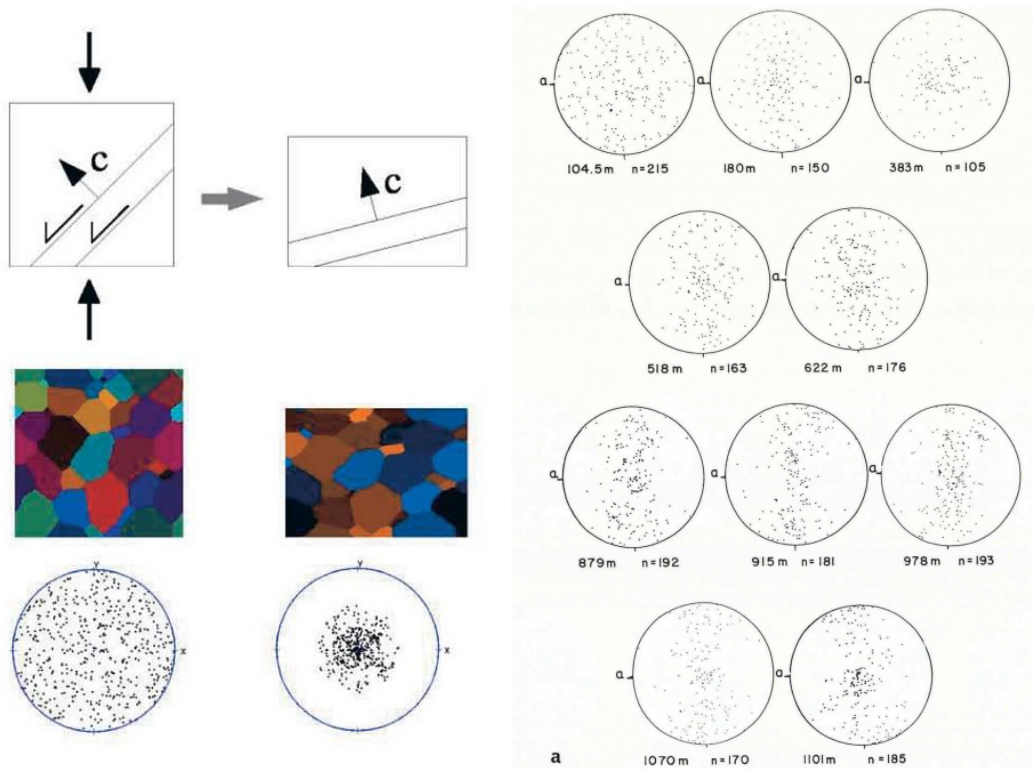 C
C
y
x
y
x
a
a
a
104.5m n=215
180m n=150
383m n=105
a
a
518m n=163
622m n=176
a
a
a
879m n=192
915m n=181
978m n=193
a
a
1070m n=170
1101m n=185
a